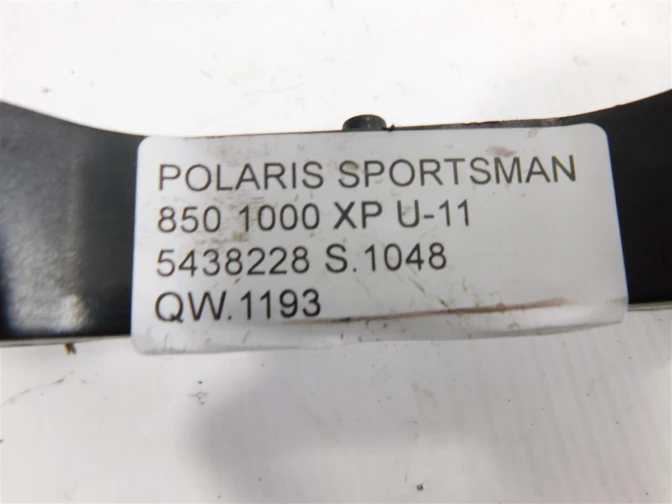 POLARIS SPORTSMAN
850 1000 XP U-11
5438228 S.1048
QW.1193